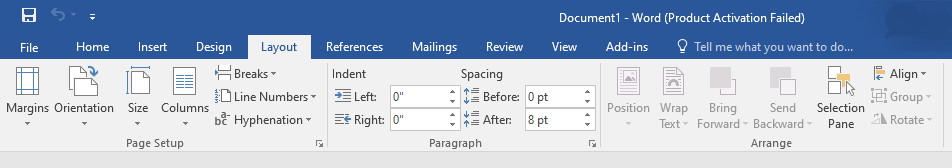 Document1 - Word (Product Activation Failed)
File Home Insert Design Layout References Mailings Review View Add-ins Tell me what you want to do...
Margins Orientation Size Columns
Breaks
Line Numbers
bc Hyphenation
Page Setup
Indent Spacing
Left: 0" Before: 0 pt
Right: 0" After: 8 pt
Paragraph
Position Wrap Text Bring Forward Send Backward Selection Pane
Align
Group
Rotate
Arrange